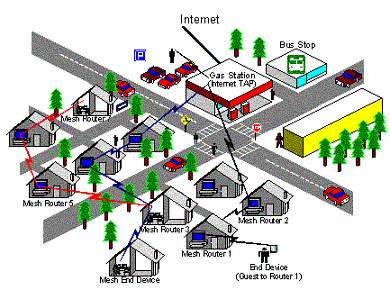 Internet
P
Bus Stop
Gas Station
(Internet TAP)
Mesh Router 7
Mesh Router 5
Mesh Router 3
Mesh Router 2
Mesh Router 1
Mesh End Device
End Device
(Guest to Router 1)